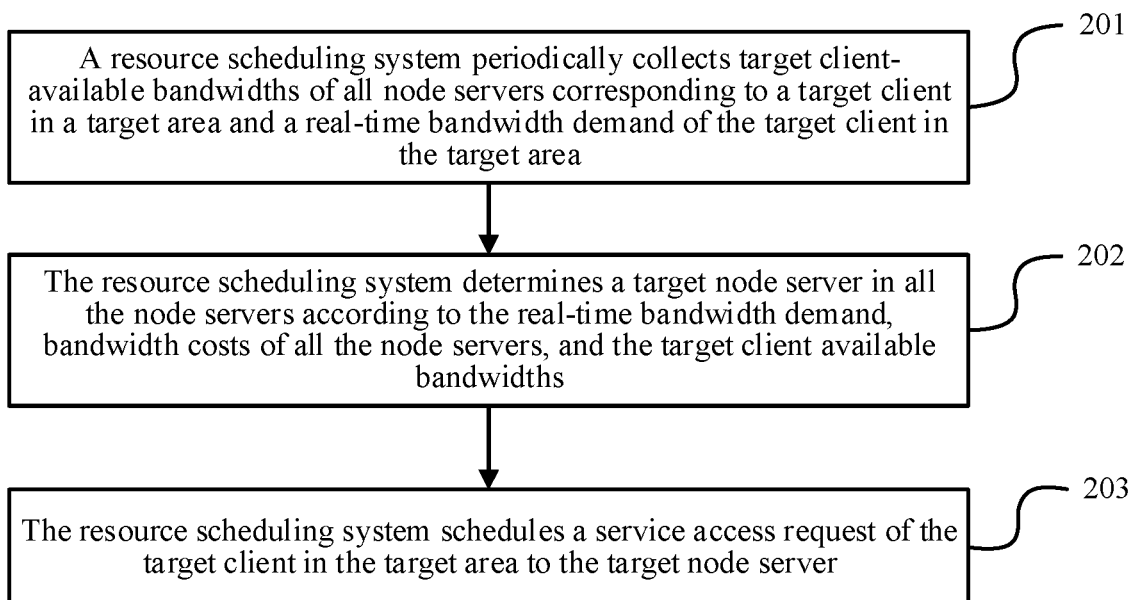 201
A resource scheduling system periodically collects target client-
available bandwidths of all node servers corresponding to a target client
in a target area and a real-time bandwidth demand of the target client in
the target area
202
The resource scheduling system determines a target node server in all
the node servers according to the real-time bandwidth demand,
bandwidth costs of all the node servers, and the target client available
bandwidths
203
The resource scheduling system schedules a service access request of the
target client in the target area to the target node server